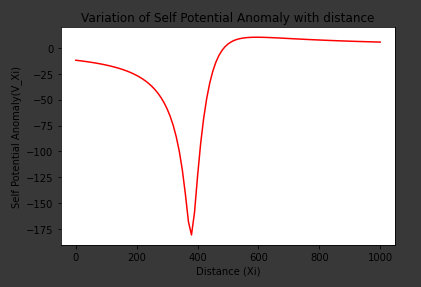 Variation of Self Potential Anomaly with distance
Self Potential Anomaly(V_Xi)
0
−25
−50
−75
−100
−125
−150
−175
0 200 400 600 800 1000
Distance (Xi)